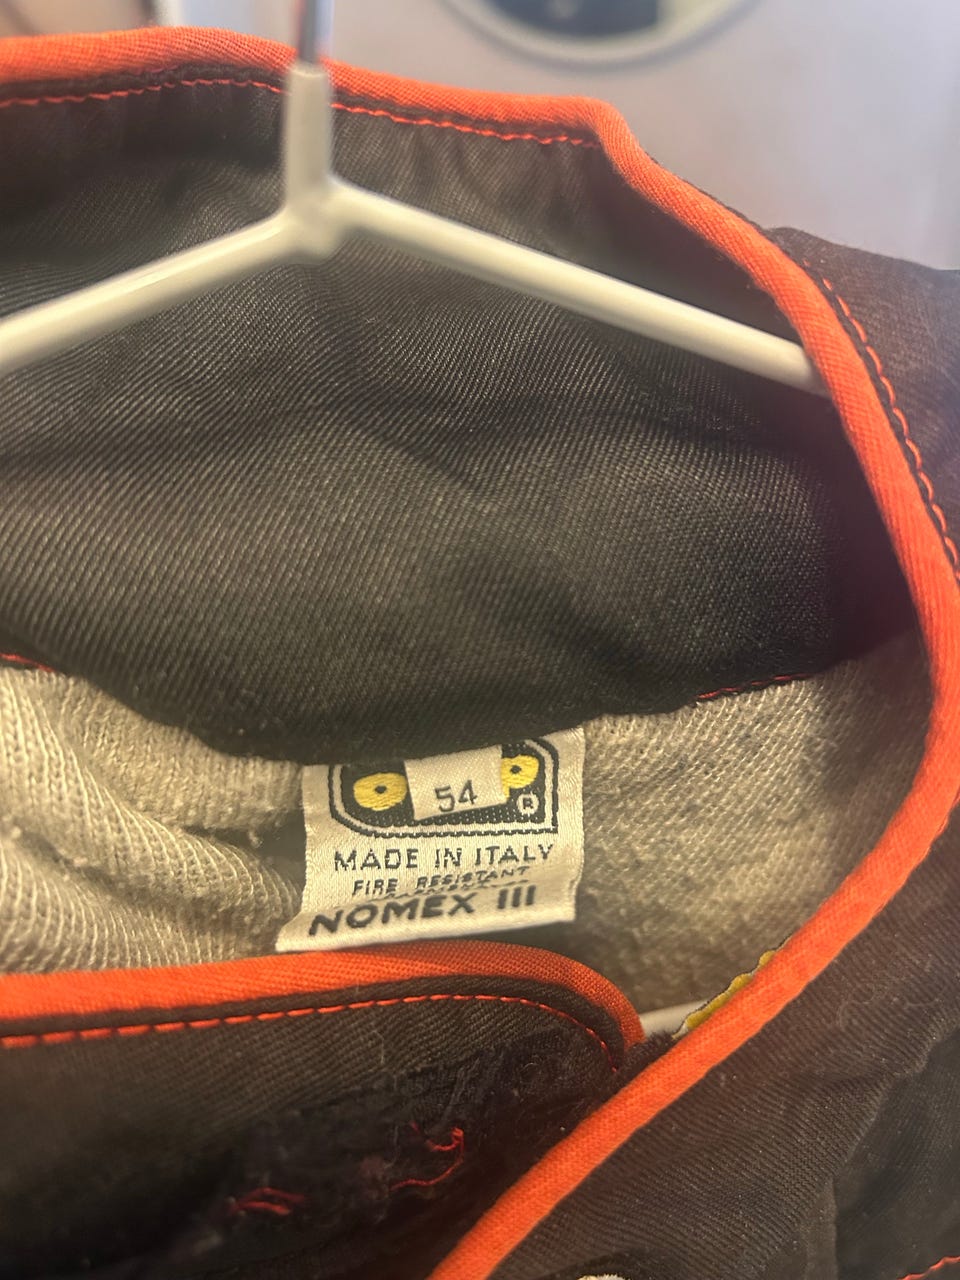 54
®
MADE IN ITALY
FIRE RESISTANT
NOMEX III